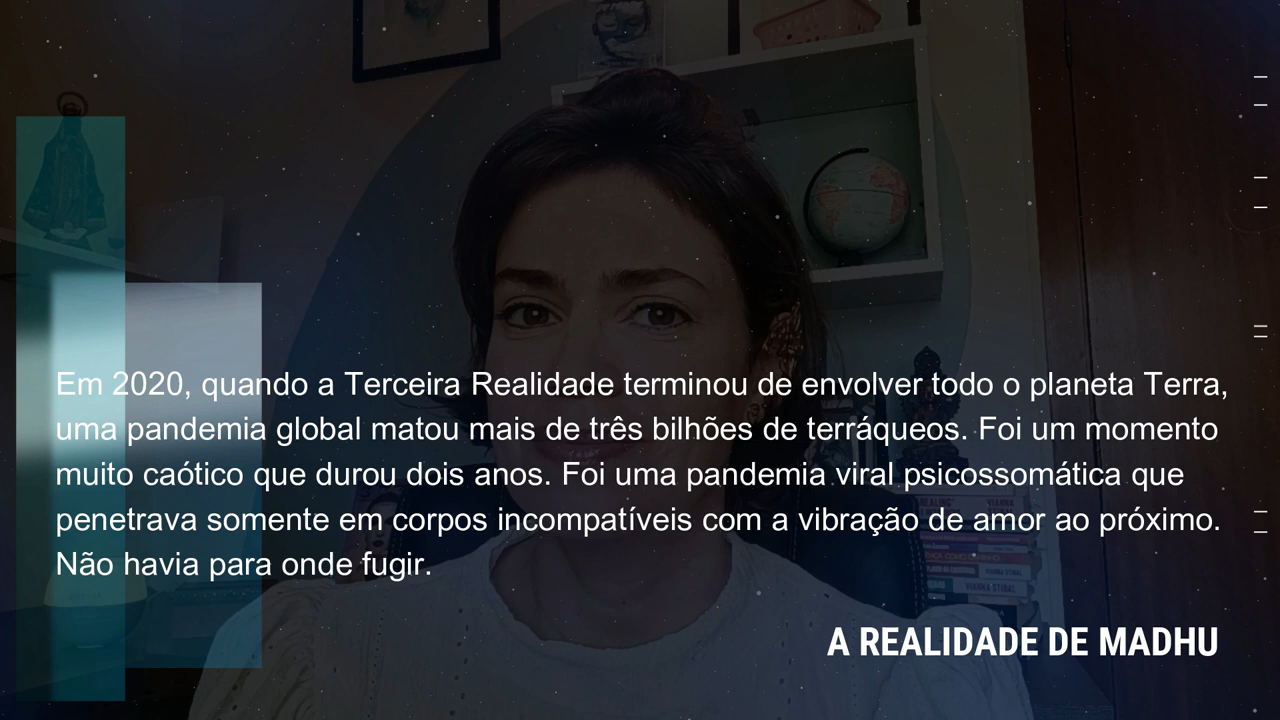 Em 2020, quando a Terceira Realidade terminou de envolver todo o planeta Terra,
uma pandemia global matou mais de três bilhões de terráqueos. Foi um momento
muito caótico que durou dois anos. Foi uma pandemia viral psicossomática que
penetrava somente em corpos incompatíveis com a vibração de amor ao próximo.
Não havia para onde fugir.
A REALIDADE DE MADHU